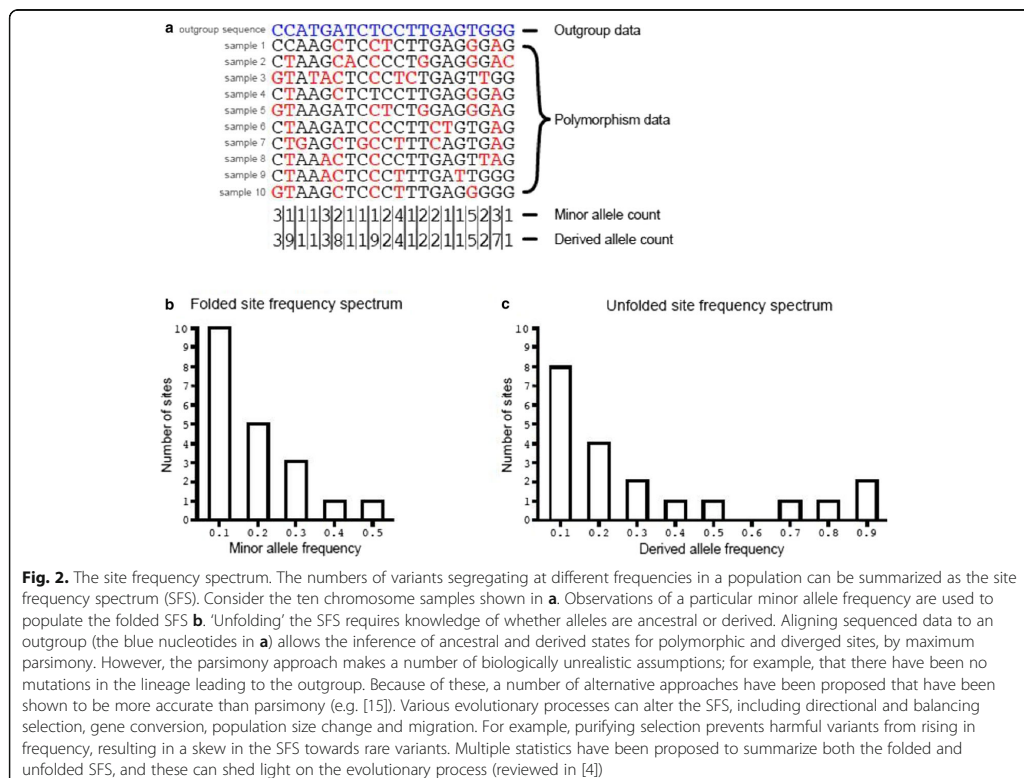 a outgroup sequence CCATGATCTCCTTGAGTGGG Outgroup data
sample 1 CCAAGCTCCTCTTGAGGGAG
sample 2 CTAAGCACCCCTGGAGGGAC
sample 3 GTATACTCCCTCTGAGTTGG
sample 4 CTAAGCTCTCCTTGAGGGAG
sample 5 GTAAGATCCTCTGGAGGGAG
sample 6 CTAAGATCCCCTTCTGTGAG
sample 7 CTGAGCTGCCTTTCAGTGAG
sample 8 CTAAACTCCCCTTGAGTTAG
sample 9 CTAAACTCCCTTTGATTGGG
sample 10 GTAAGCTCCCTTTGAGGGGG
Polymorphism data
3|1|1|1|3|2|1|1|1|2|4|1|2|2|1|1|5|2|3|1 Minor allele count
3|9|1|1|3|8|1|1|9|2|4|1|2|2|1|1|5|2|7|1 Derived allele count
b Folded site frequency spectrum
Number of sites
10
9
8
7
6
5
4
3
2
1
0
0.1 0.2 0.3 0.4 0.5
Minor allele frequency
c Unfolded site frequency spectrum
Number of sites
10
9
8
7
6
5
4
3
2
1
0
0.1 0.2 0.3 0.4 0.5 0.6 0.7 0.8 0.9
Derived allele frequency
Fig. 2. The site frequency spectrum. The numbers of variants segregating at different frequencies in a population can be summarized as the site
frequency spectrum (SFS). Consider the ten chromosome samples shown in a. Observations of a particular minor allele frequency are used to
populate the folded SFS b. ‘Unfolding’ the SFS requires knowledge of whether alleles are ancestral or derived. Aligning sequenced data to an
outgroup (the blue nucleotides in a) allows the inference of ancestral and derived states for polymorphic and diverged sites, by maximum
parsimony. However, the parsimony approach makes a number of biologically unrealistic assumptions; for example, that there have been no
mutations in the lineage leading to the outgroup. Because of these, a number of alternative approaches have been proposed that have been
shown to be more accurate than parsimony (e.g. [15]). Various evolutionary processes can alter the SFS, including directional and balancing
selection, gene conversion, population size change and migration. For example, purifying selection prevents harmful variants from rising in
frequency, resulting in a skew in the SFS towards rare variants. Multiple statistics have been proposed to summarize both the folded and
unfolded SFS, and these can shed light on the evolutionary process (reviewed in [4])